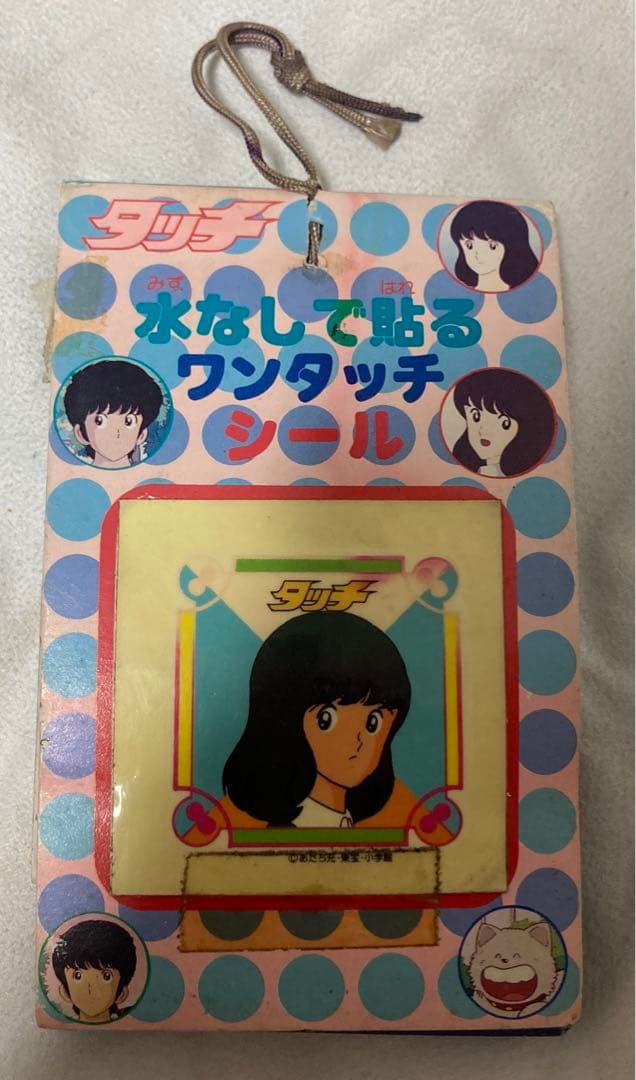 タッチ
みず はれ
水なしで貼る
ワンタッチ
シール
タッチ
©あだち充・東宝・小学館